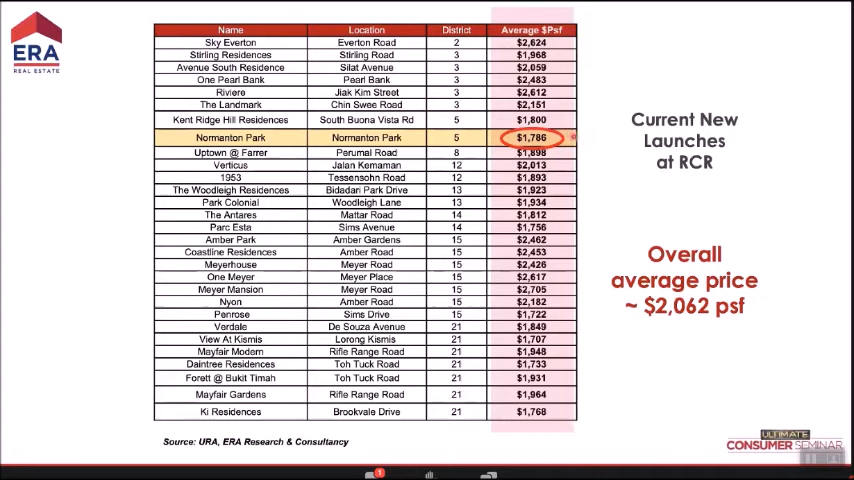 ERA
REAL ESTATE
Name Location District Average $Psf
Sky Everton Everton Road 2 $2,624
Stirling Residences Stirling Road 3 $1,968
Avenue South Residence Silat Avenue 3 $2,059
One Pearl Bank Pearl Bank 3 $2,483
Riviere Jiak Kim Street 3 $2,612
The Landmark Chin Swee Road 3 $2,151
Kent Ridge Hill Residences South Buona Vista Rd 5 $1,800
Normanton Park Normanton Park 5 $1,786
Uptown @ Farrer Perumal Road 8 $1,898
Verticus Jalan Kemaman 12 $2,013
1953 Tessensohn Road 12 $1,893
The Woodleigh Residences Bidadari Park Drive 13 $1,923
Park Colonial Woodleigh Lane 13 $1,934
The Antares Mattar Road 14 $1,812
Parc Esta Sims Avenue 14 $1,756
Amber Park Amber Gardens 15 $2,462
Coastline Residences Amber Road 15 $2,453
Meyerhouse Meyer Road 15 $2,426
One Meyer Meyer Place 15 $2,617
Meyer Mansion Meyer Road 15 $2,705
Nyon Amber Road 15 $2,182
Penrose Sims Drive 15 $1,722
Verdale De Souza Avenue 21 $1,849
View At Kismis Lorong Kismis 21 $1,707
Mayfair Modern Rifle Range Road 21 $1,948
Daintree Residences Toh Tuck Road 21 $1,733
Forett @ Bukit Timah Toh Tuck Road 21 $1,931
Mayfair Gardens Rifle Range Road 21 $1,964
Ki Residences Brookvale Drive 21 $1,768
Current New
Launches
at RCR
Overall
average price
~ $2,062 psf
Source: URA, ERA Research & Consultancy
ULTIMATE
CONSUMER SEMINAR
1